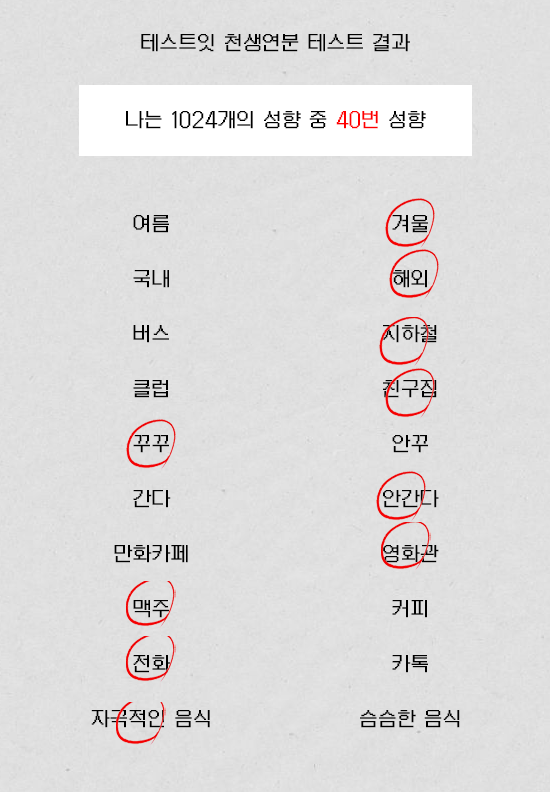 테스트잇 천생연분 테스트 결과
나는 1024개의 성향 중 40번 성향
여름 겨울
국내 해외
버스 지하철
클럽 친구집
꾸꾸 안꾸
간다 안간다
만화카페 영화관
맥주 커피
전화 카톡
자극적인 음식 슴슴한 음식